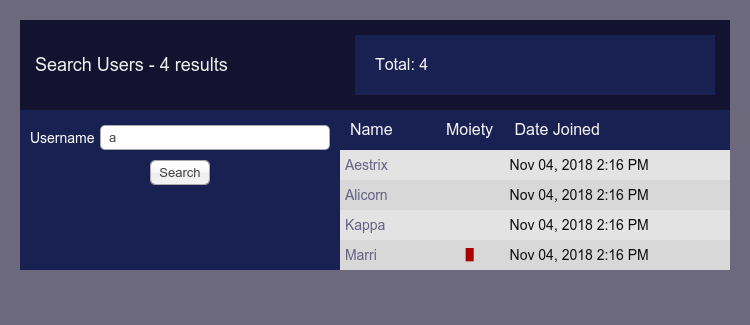 Search Users - 4 results
Total: 4
Username a
Search
Name Moiety Date Joined
Aestrix Nov 04, 2018 2:16 PM
Alicorn Nov 04, 2018 2:16 PM
Kappa Nov 04, 2018 2:16 PM
Marri Nov 04, 2018 2:16 PM